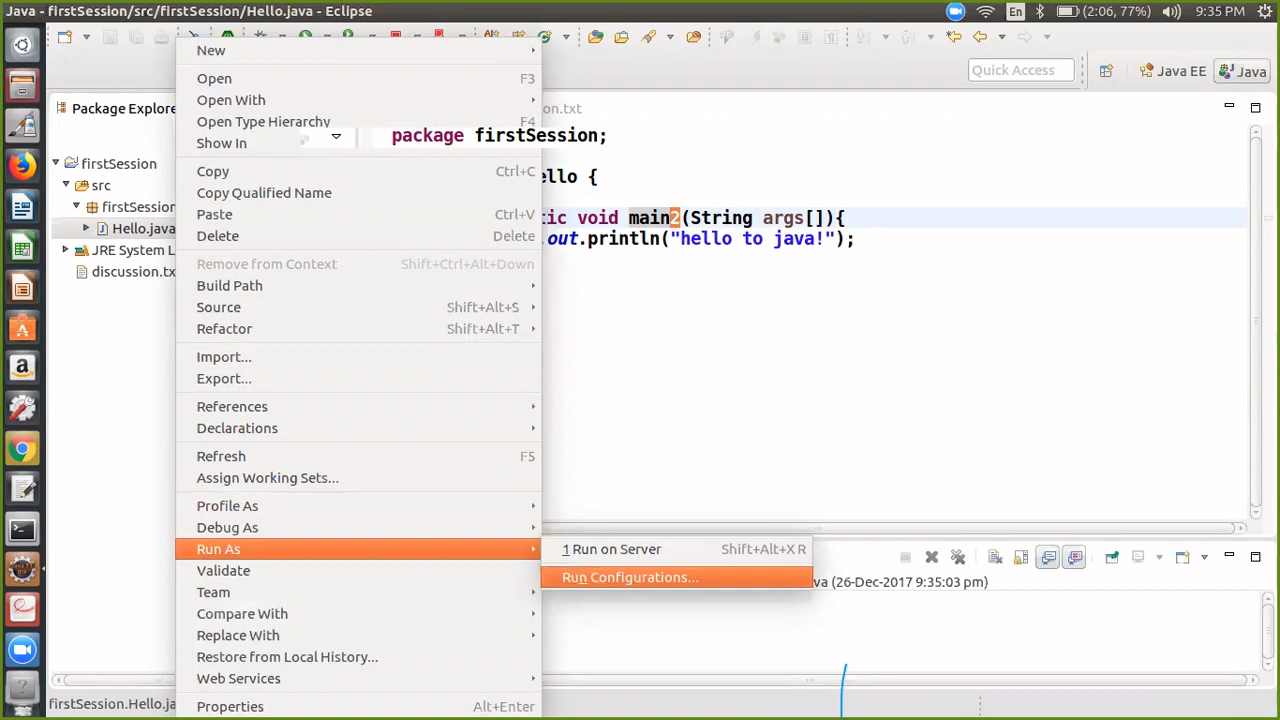 Java - firstSession/src/firstSession/Hello.java - Eclipse
En
(2:06, 77%)
9:35 PM
Quick Access
Java EE
Java
Package Explore
on.txt
firstSession
src
firstSession
Hello.java
JRE System L
discussion.tx
New
Open F3
Open With
Open Type Hierarchy F4
Show In
Copy Ctrl+C
Copy Qualified Name
Paste Ctrl+V
Delete Delete
Remove from Context Shift+Ctrl+Alt+Down
Build Path
Source Shift+Alt+S
Refactor Shift+Alt+T
Import...
Export...
References
Declarations
Refresh F5
Assign Working Sets...
Profile As
Debug As
Run As
Validate
Team
Compare With
Replace With
Restore from Local History...
Web Services
Properties Alt+Enter
1 Run on Server Shift+Alt+X R
Run Configurations...
package firstSession;
ello {
tic void main2(String args[]){
.out.println("hello to java!");
va (26-Dec-2017 9:35:03 pm)
firstSession.Hello.ja